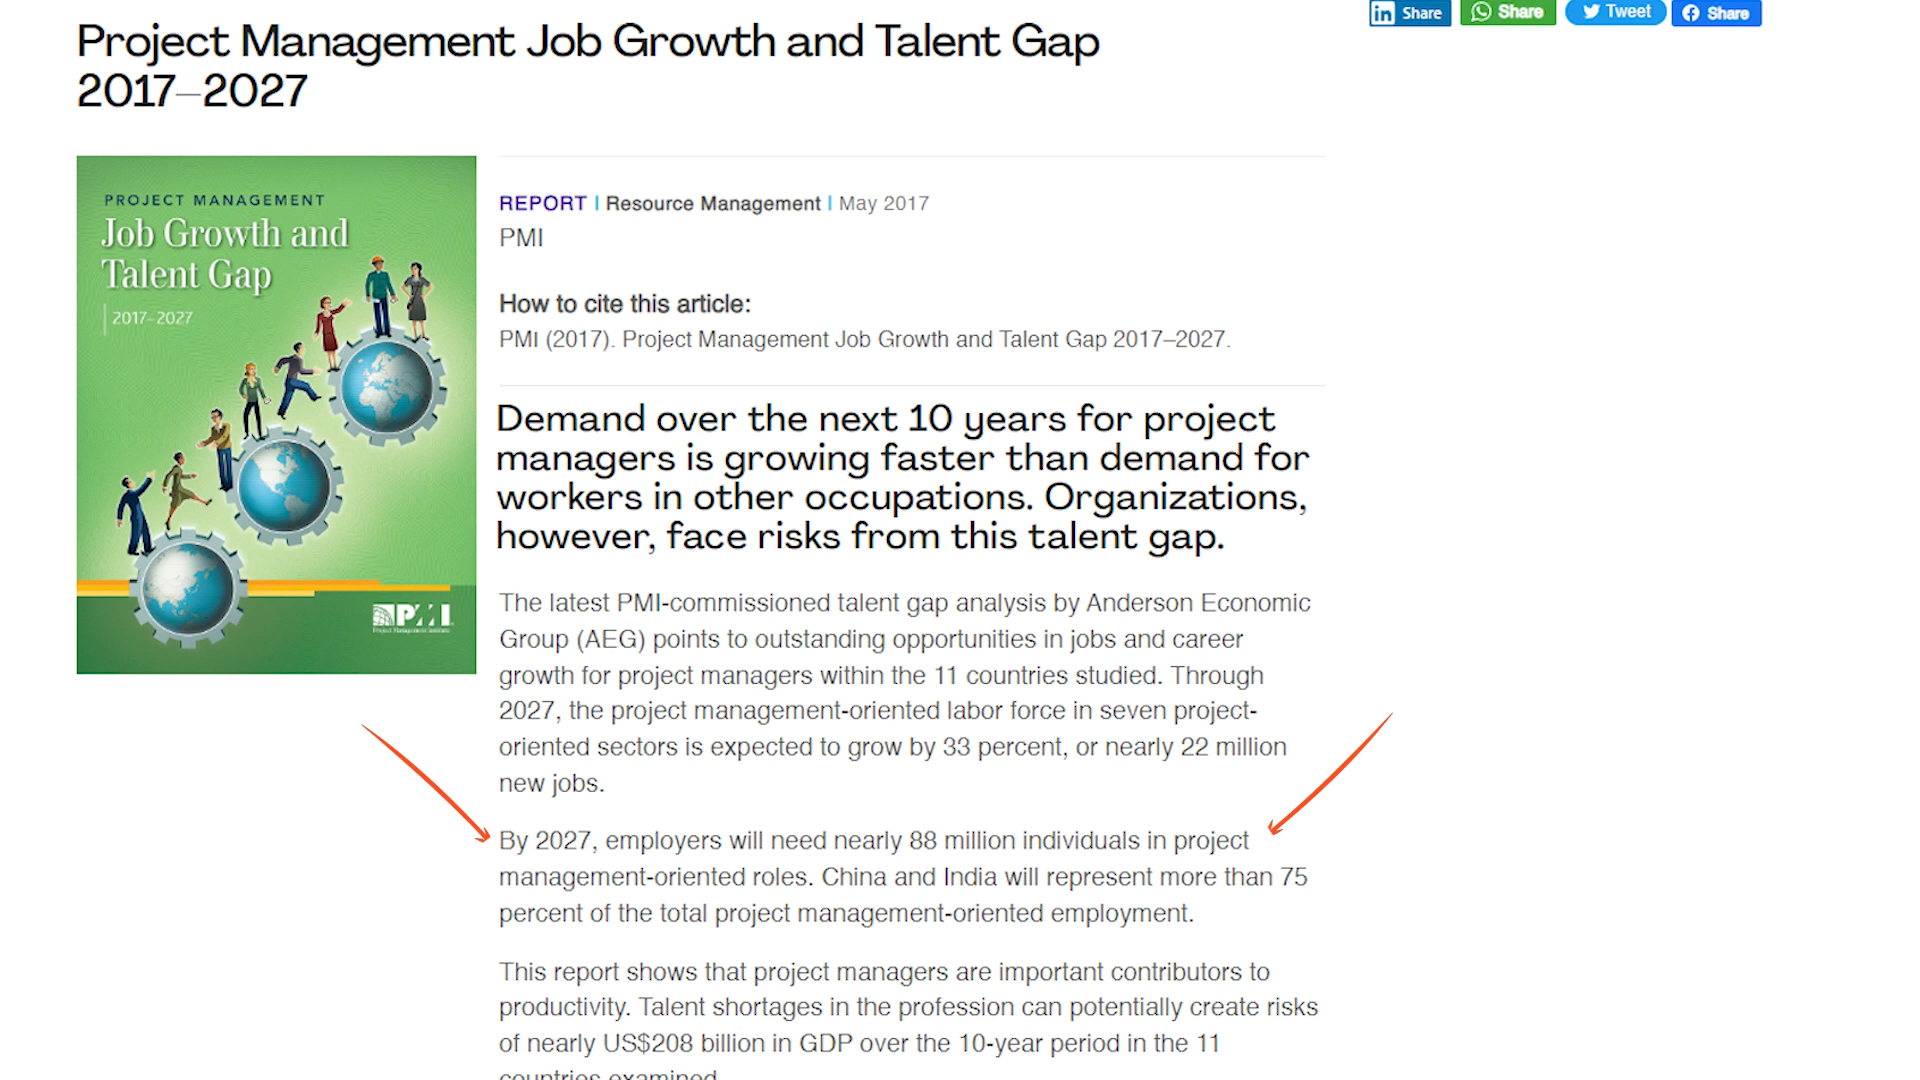 Share
Share
Tweet
Share
Project Management Job Growth and Talent Gap
2017–2027
PROJECT MANAGEMENT
Job Growth and
Talent Gap
2017–2027
PMI
Project Management Institute
REPORT | Resource Management | May 2017
PMI
How to cite this article:
PMI (2017). Project Management Job Growth and Talent Gap 2017–2027.
Demand over the next 10 years for project
managers is growing faster than demand for
workers in other occupations. Organizations,
however, face risks from this talent gap.
The latest PMI-commissioned talent gap analysis by Anderson Economic
Group (AEG) points to outstanding opportunities in jobs and career
growth for project managers within the 11 countries studied. Through
2027, the project management-oriented labor force in seven project-
oriented sectors is expected to grow by 33 percent, or nearly 22 million
new jobs.
By 2027, employers will need nearly 88 million individuals in project
management-oriented roles. China and India will represent more than 75
percent of the total project management-oriented employment.
This report shows that project managers are important contributors to
productivity. Talent shortages in the profession can potentially create risks
of nearly US$208 billion in GDP over the 10-year period in the 11
countries examined.